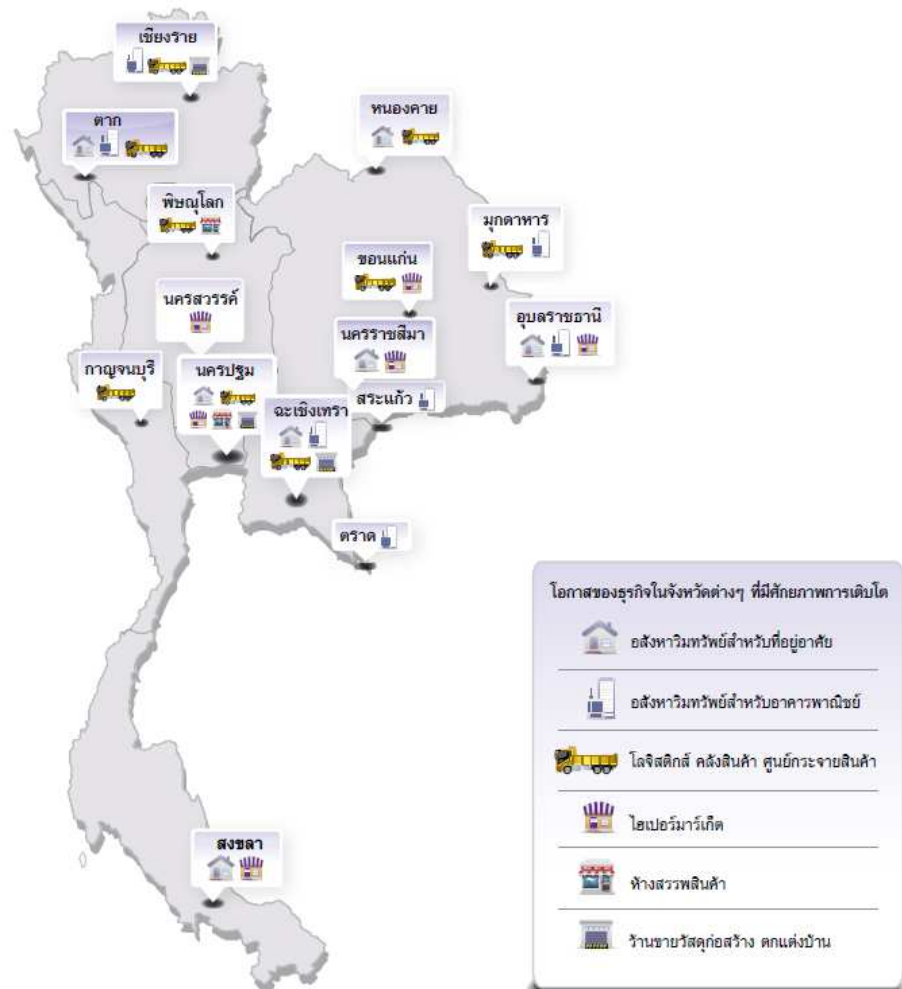 เชียงราย
ตาก
หนองคาย
พิษณุโลก
มุกดาหาร
ขอนแก่น
นครสวรรค์
อุบลราชธานี
นครราชสีมา
กาญจนบุรี
นครปฐม
สระแก้ว
ฉะเชิงเทรา
ตราด
โอกาสของธุรกิจในจังหวัดต่างๆ ที่มีศักยภาพการเติบโต
อสังหาริมทรัพย์สำหรับที่อยู่อาศัย
อสังหาริมทรัพย์สำหรับอาคารพาณิชย์
โลจิสติกส์ คลังสินค้า ศูนย์กระจายสินค้า
ไฮเปอร์มาร์เก็ต
ห้างสรรพสินค้า
ร้านขายวัสดุก่อสร้าง ตกแต่งบ้าน
สงขลา